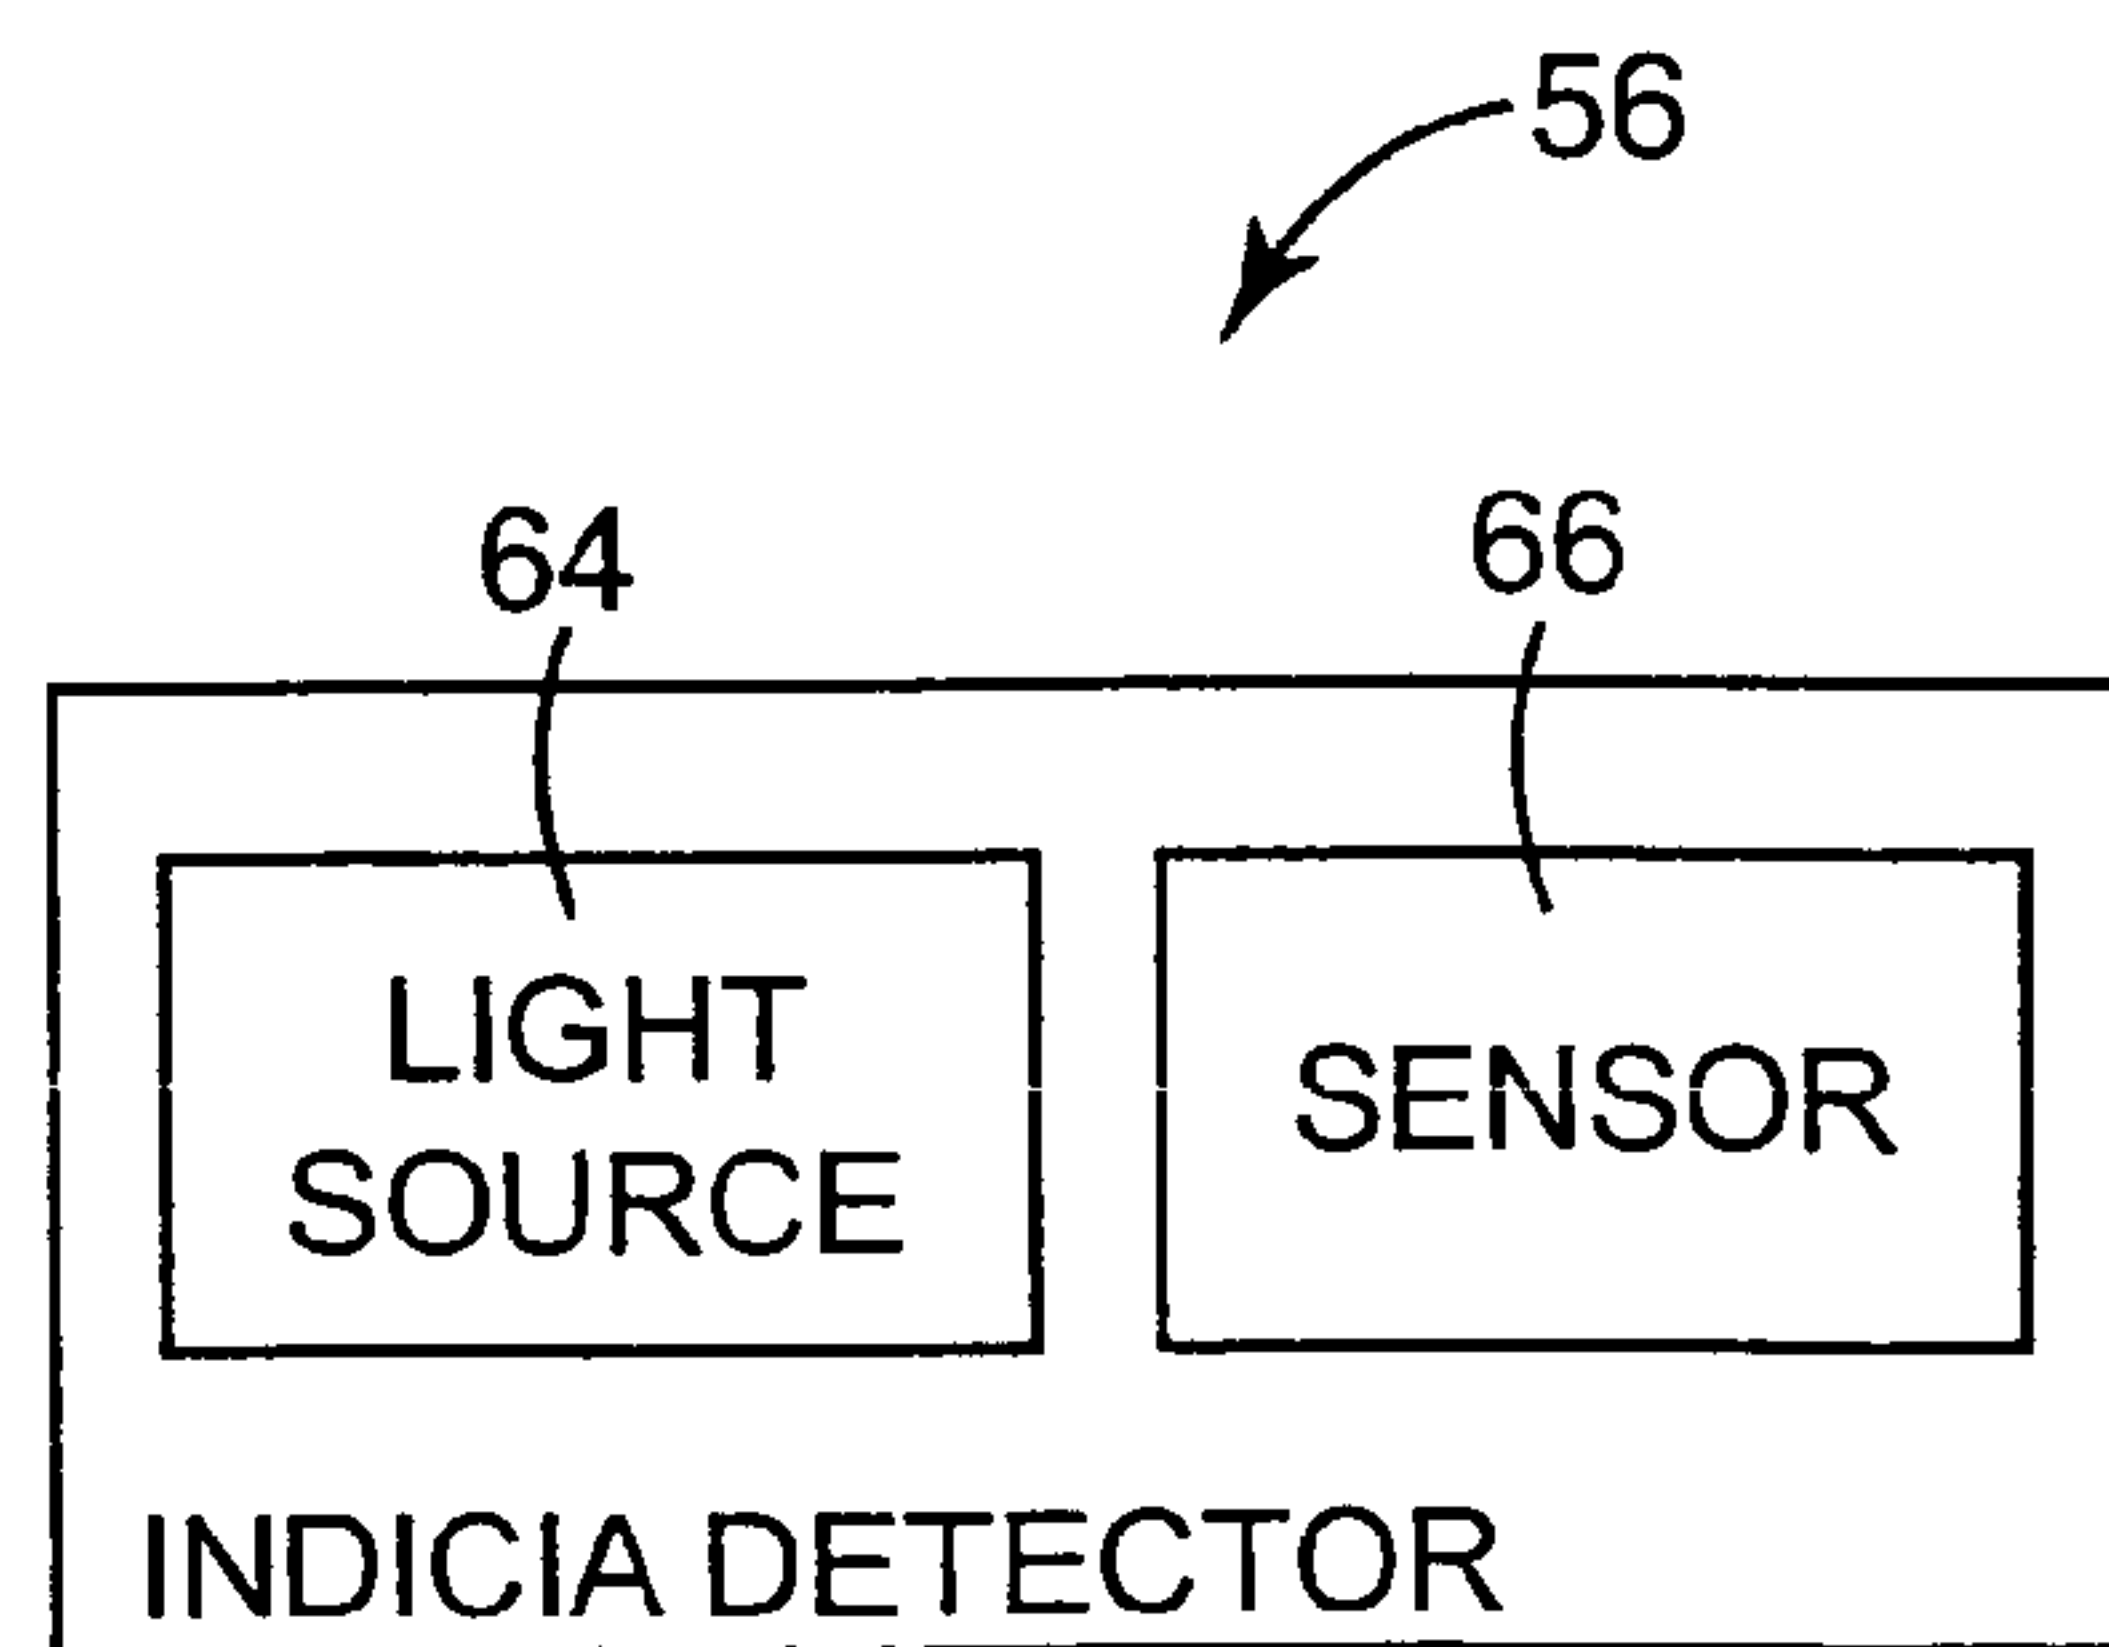 56
64
66
LIGHT
SOURCE
SENSOR
INDICIA DETECTOR